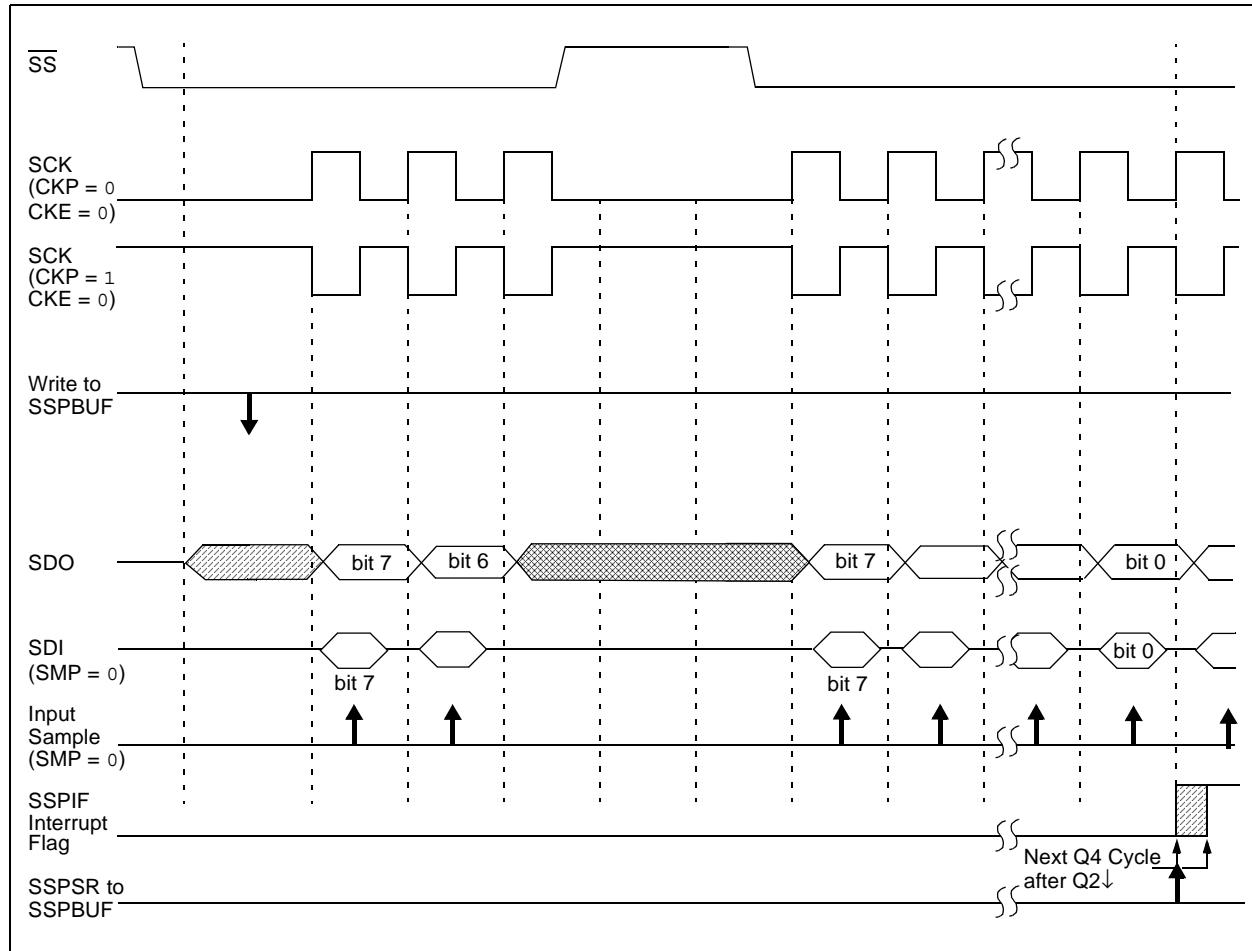 SS
SCK
(CKP = 0
CKE = 0)
SCK
(CKP = 1
CKE = 0)
Write to
SSPBUF
SDO
bit 7
bit 6
bit 7
bit 0
SDI
(SMP = 0)
bit 7
bit 7
bit 0
Input
Sample
(SMP = 0)
SSPIF
Interrupt
Flag
Next Q4 Cycle
after Q2↓
SSPSR to
SSPBUF